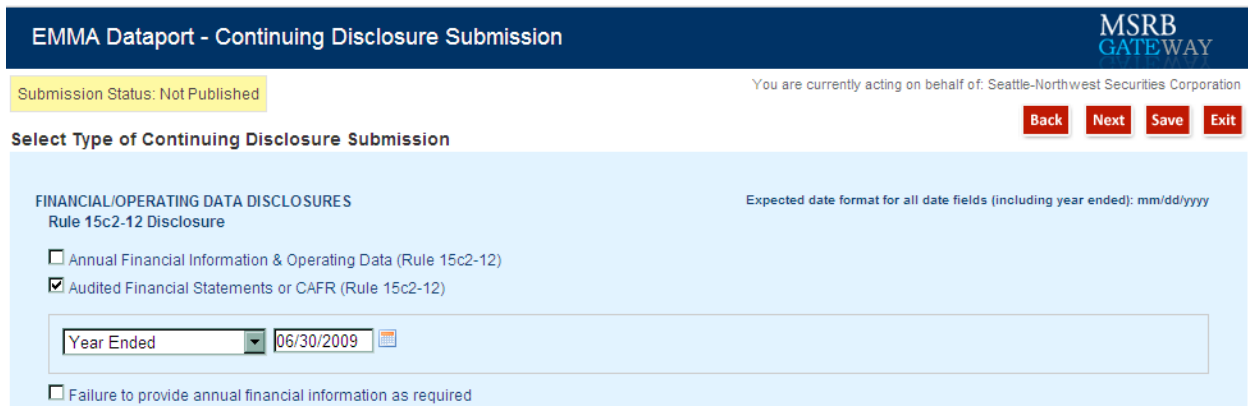 EMMA Dataport - Continuing Disclosure Submission
MSRB
GATEWAY
Submission Status: Not Published
You are currently acting on behalf of: Seattle-Northwest Securities Corporation
Back Next Save Exit
Select Type of Continuing Disclosure Submission
FINANCIAL/OPERATING DATA DISCLOSURES
Expected date format for all date fields (including year ended): mm/dd/yyyy
Rule 15c2-12 Disclosure
Annual Financial Information & Operating Data (Rule 15c2-12)
Audited Financial Statements or CAFR (Rule 15c2-12)
Year Ended 06/30/2009
Failure to provide annual financial information as required